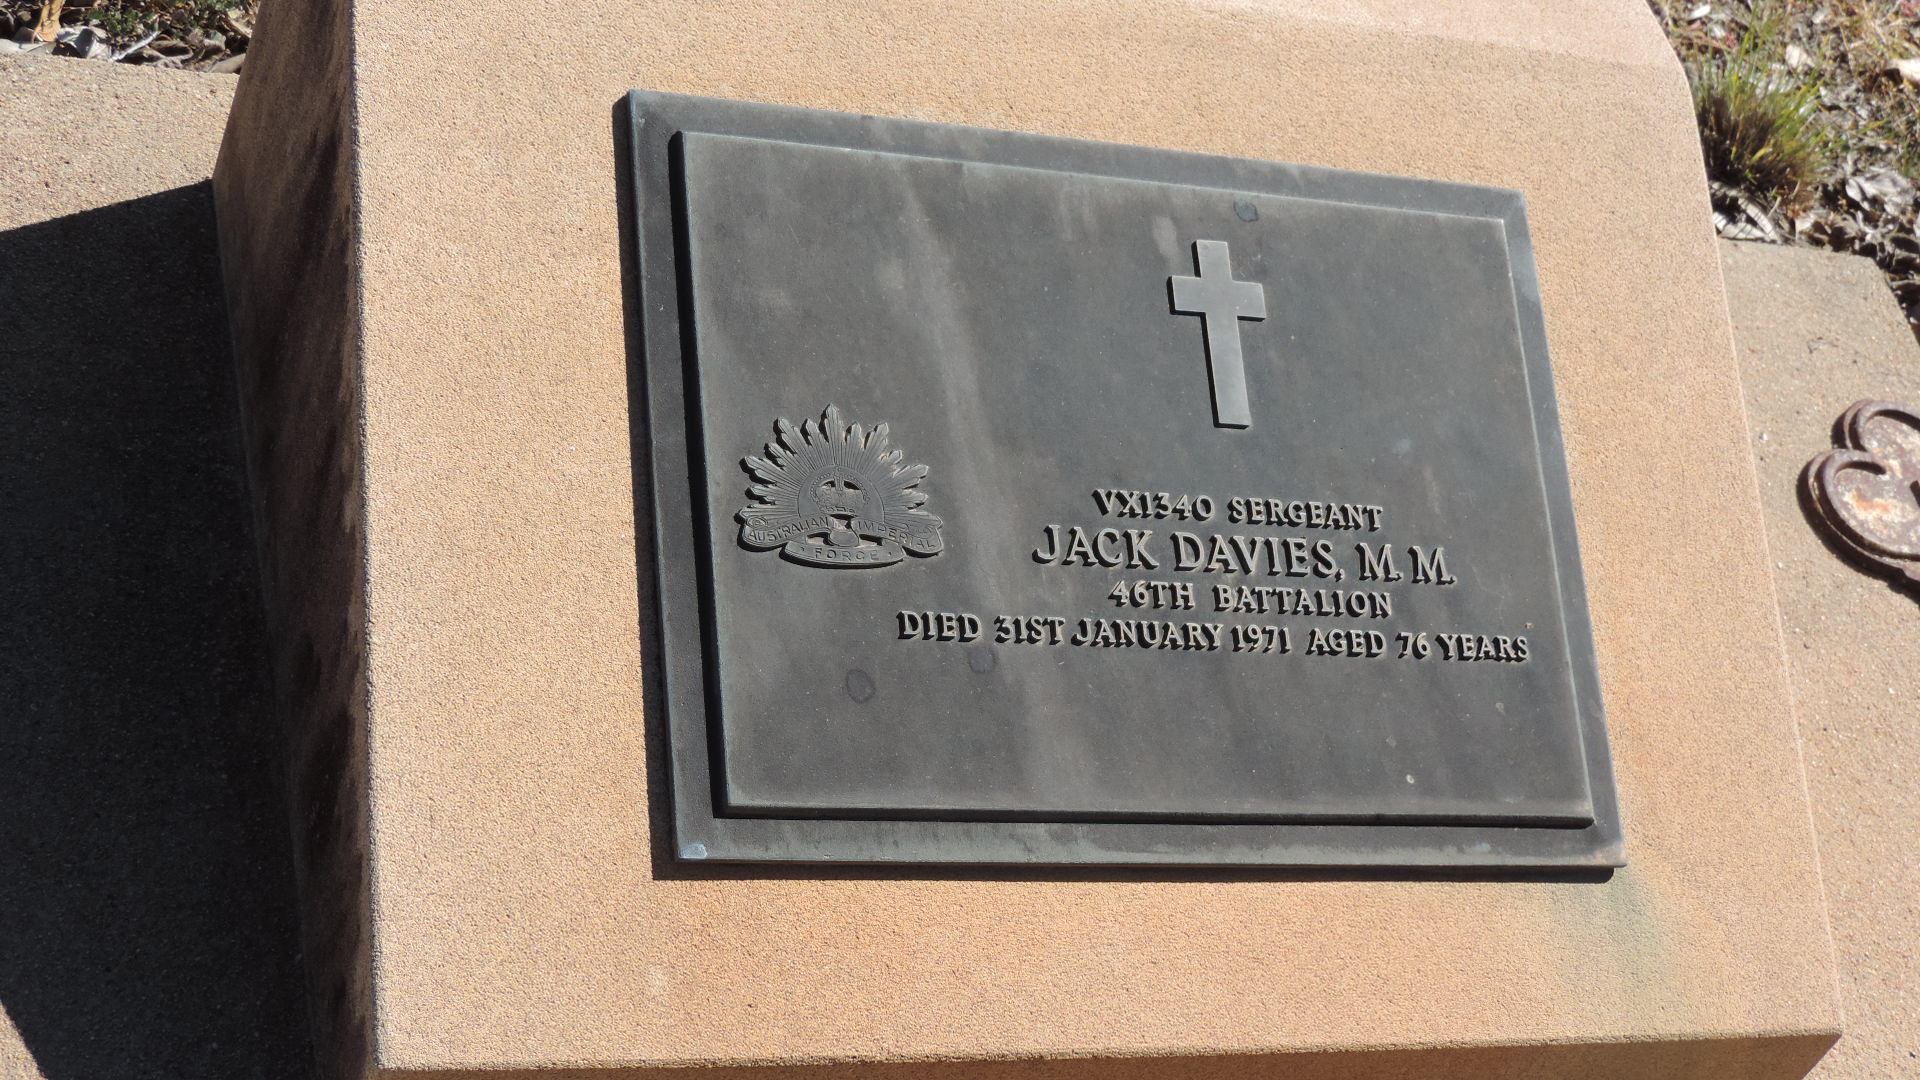 VX1340 SERGEANT
JACK DAVIES, M.M.
46TH BATTALION
DIED 31ST JANUARY 1971 AGED 76 YEARS
AUSTRALIAN IMPERIAL
FORCE